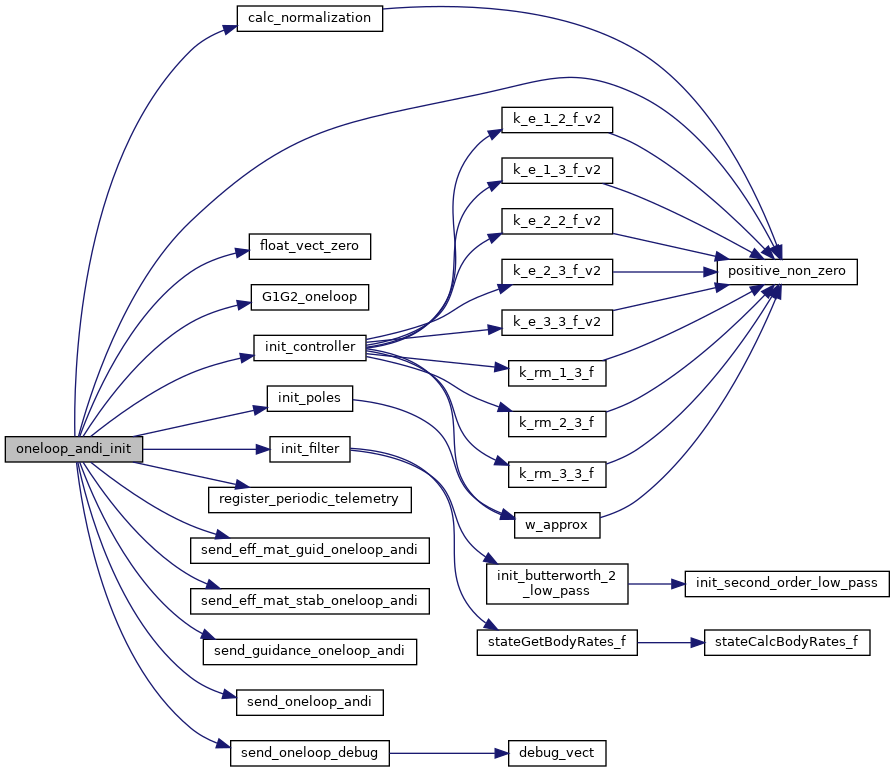 calc_normalization
k_e_1_2_f_v2
k_e_1_3_f_v2
k_e_2_2_f_v2
float_vect_zero
k_e_2_3_f_v2
positive_non_zero
G1G2_oneloop
k_e_3_3_f_v2
init_controller
k_rm_1_3_f
init_poles
k_rm_2_3_f
oneloop_andi_init
init_filter
k_rm_3_3_f
register_periodic_telemetry
w_approx
send_eff_mat_guid_oneloop_andi
init_butterworth_2
_low_pass
init_second_order_low_pass
send_eff_mat_stab_oneloop_andi
stateGetBodyRates_f
stateCalcBodyRates_f
send_guidance_oneloop_andi
send_oneloop_andi
send_oneloop_debug
debug_vect